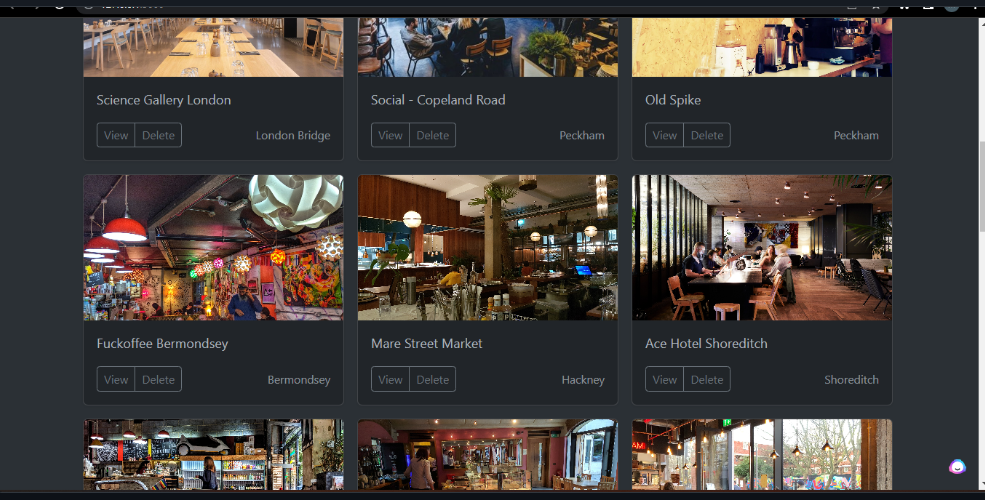 Science Gallery London
View Delete London Bridge
Social - Copeland Road
View Delete Peckham
Old Spike
View Delete Peckham
Fuckoffee Bermondsey
View Delete Bermondsey
Mare Street Market
View Delete Hackney
Ace Hotel Shoreditch
View Delete Shoreditch